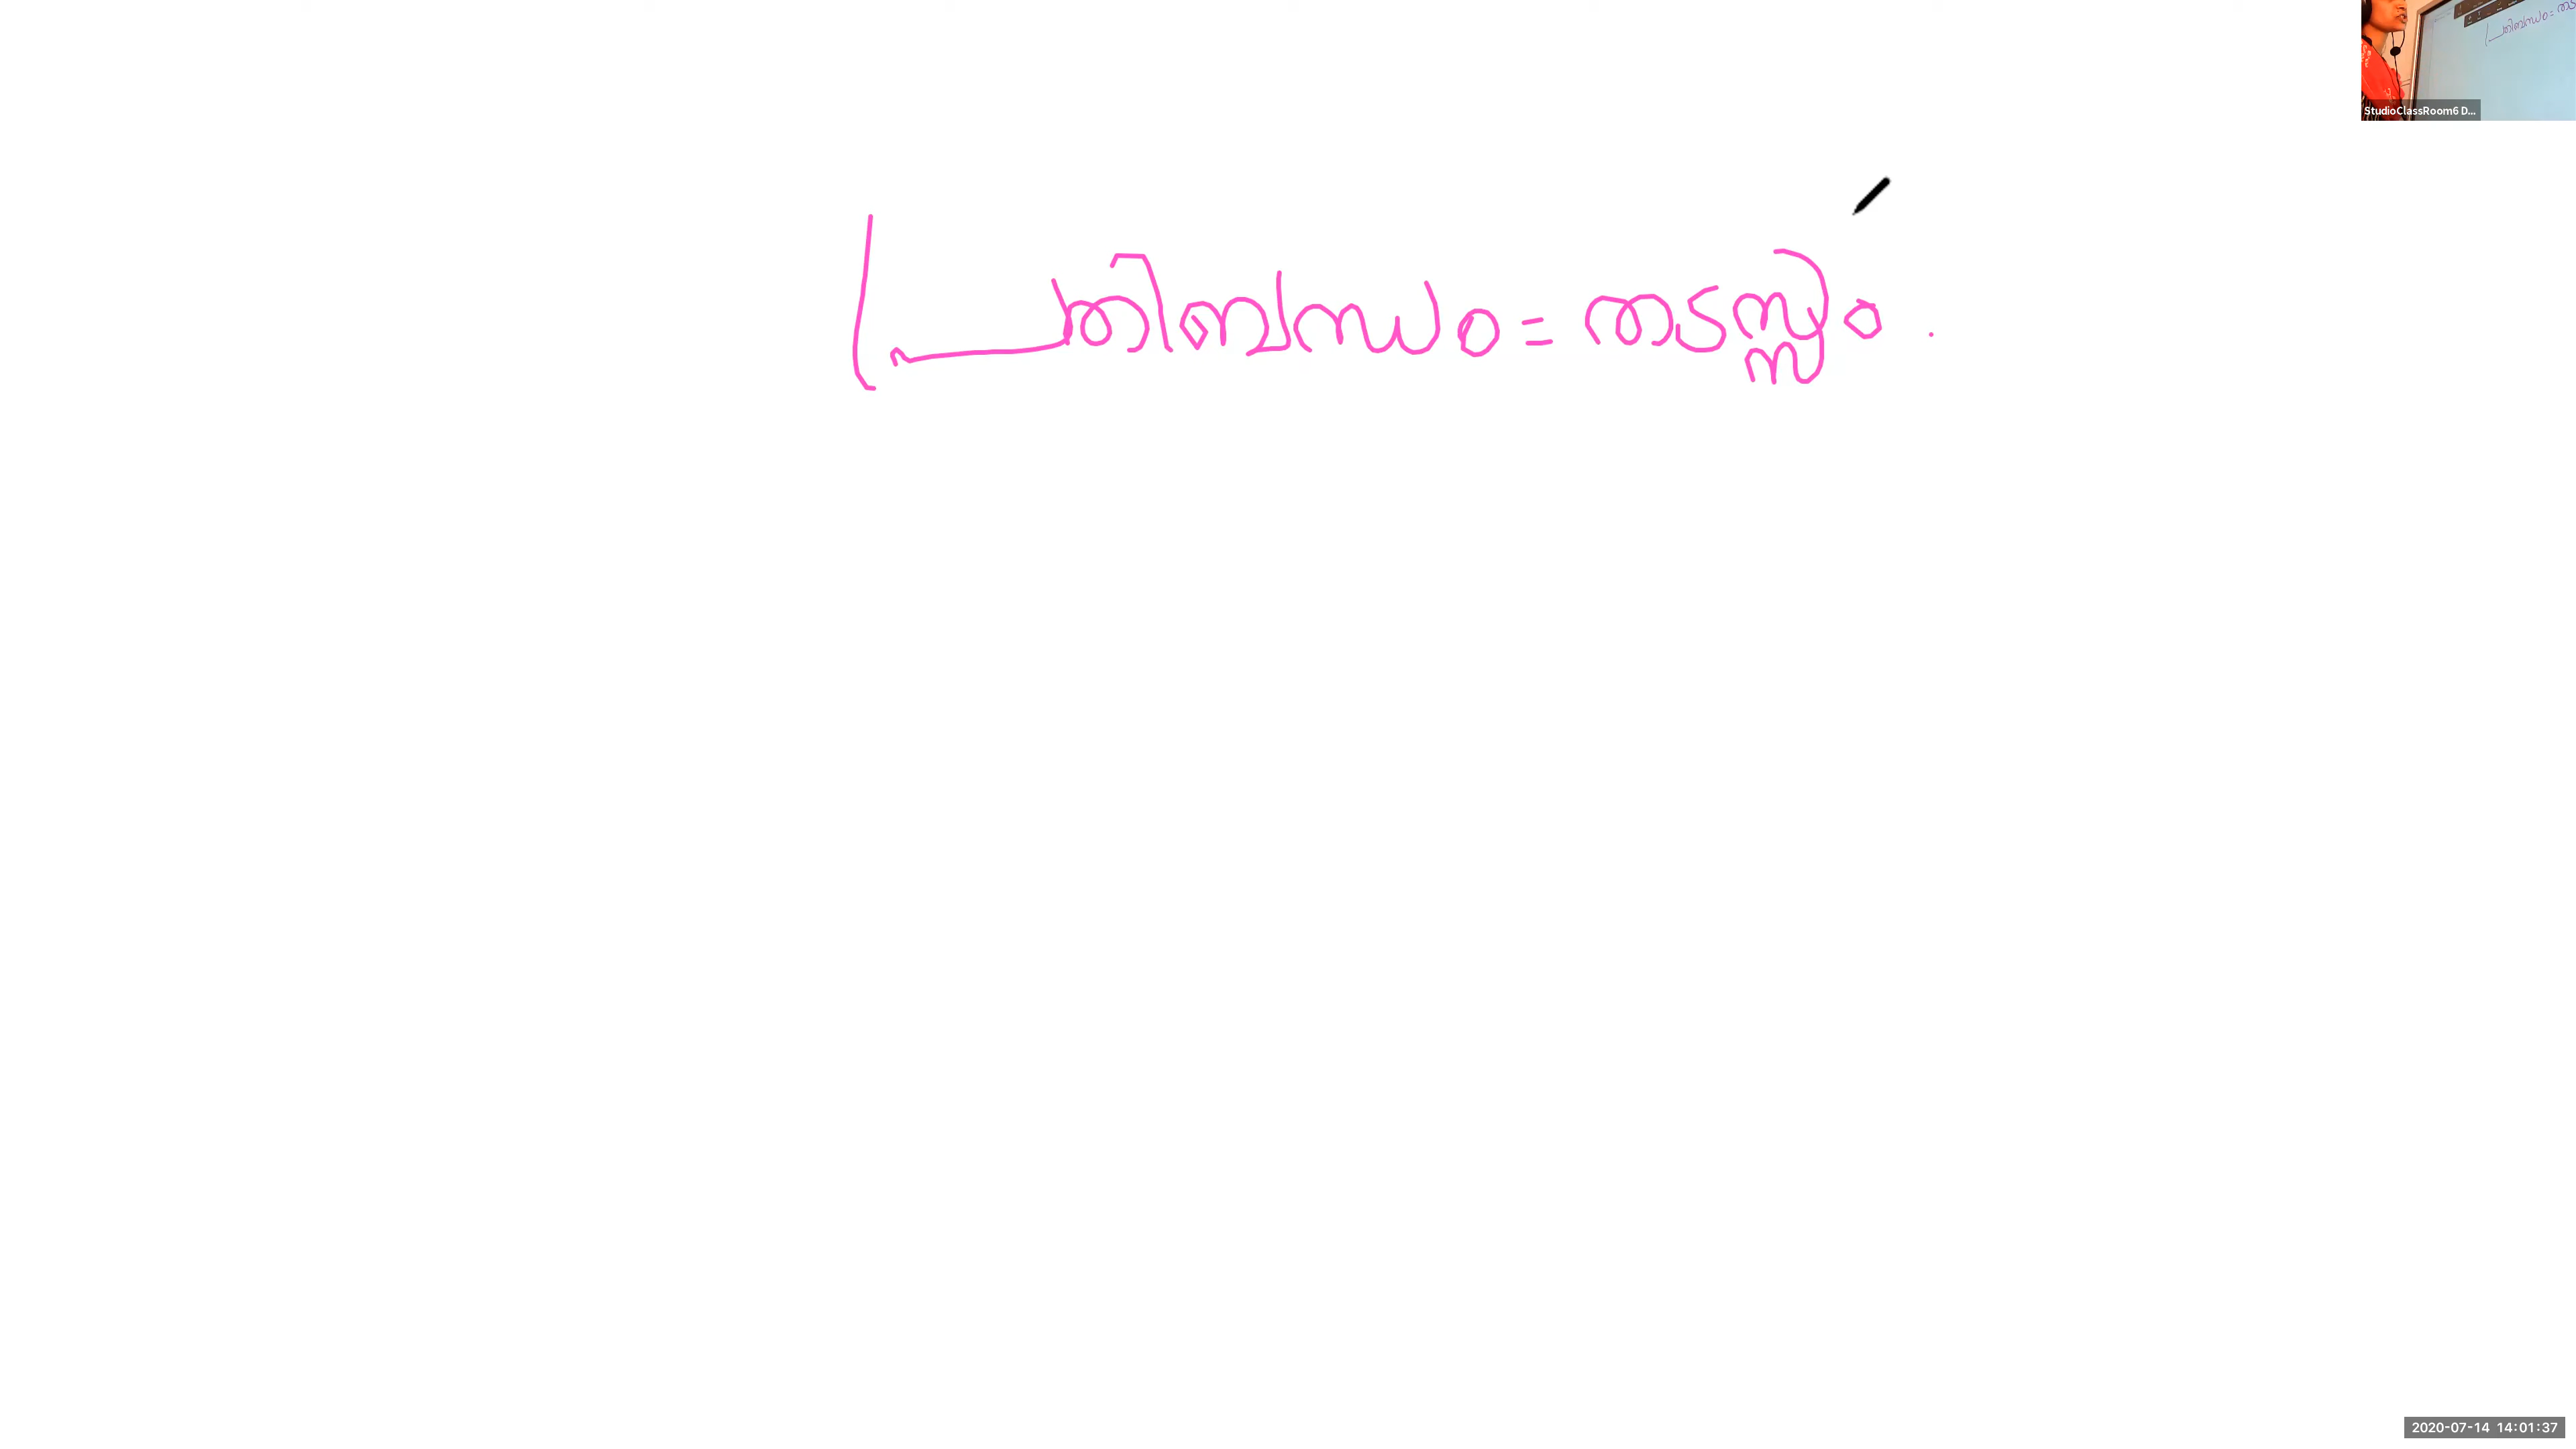 പ്രതിബന്ധം = തടസ്സം .
StudioClassRoom6 D...
2020-07-14 14:01:37